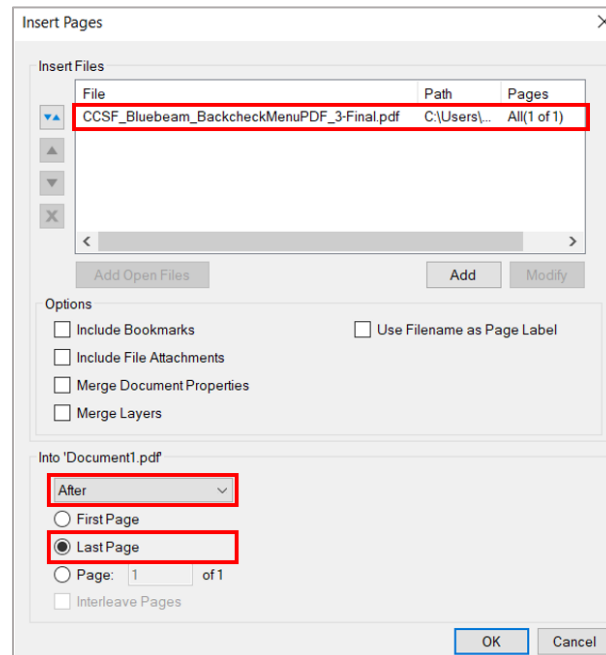 Insert Pages
Insert Files
File Path Pages
CCSF_Bluebeam_BackcheckMenuPDF_3-Final.pdf C:\Users\... All(1 of 1)
Add Open Files Add Modify
Options
Include Bookmarks Use Filename as Page Label
Include File Attachments
Merge Document Properties
Merge Layers
Into 'Document1.pdf'
After
First Page
Last Page
Page: 1 of 1
Interleave Pages
OK Cancel